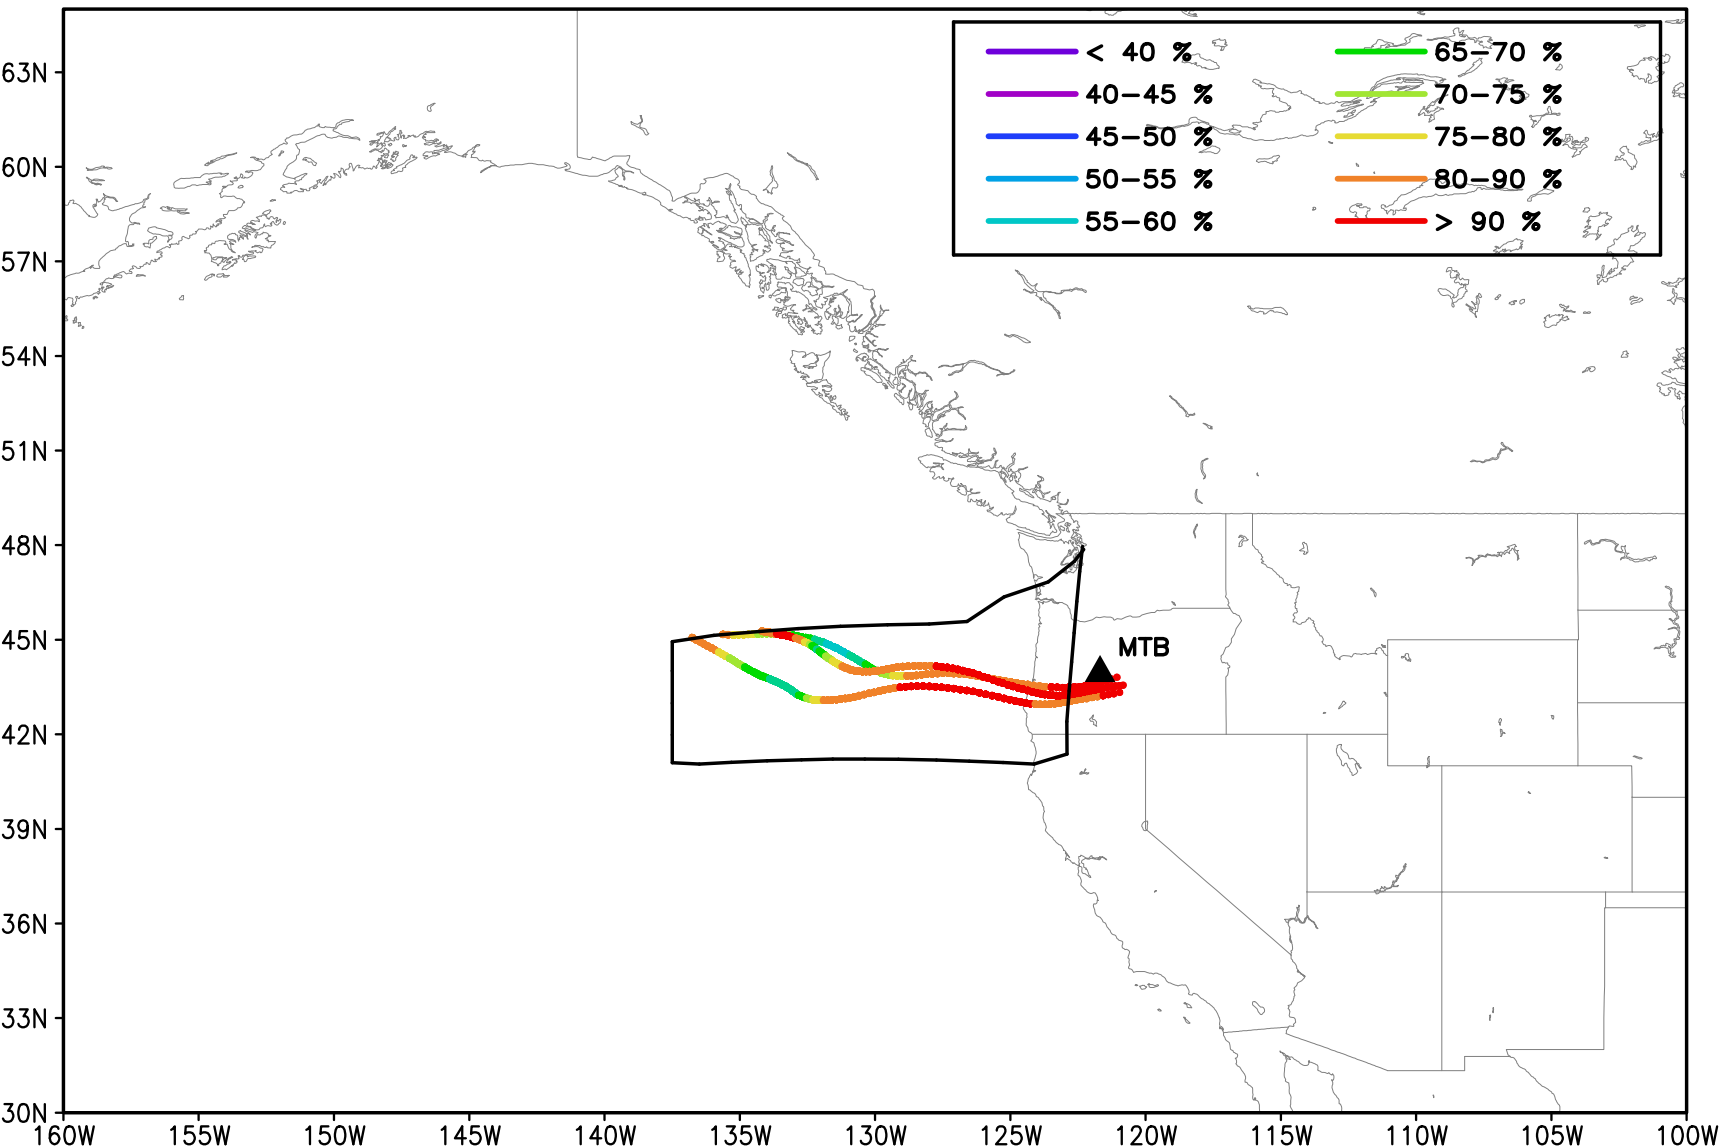 < 40 %
40-45 %
45-50 %
50-55 %
55-60 %
65-70 %
70-75 %
75-80 %
80-90 %
> 90 %
63N
60N
57N
54N
51N
48N
45N
42N
39N
36N
33N
30N
MTB
160W 155W 150W 145W 140W 135W 130W 125W 120W 115W 110W 105W 100W